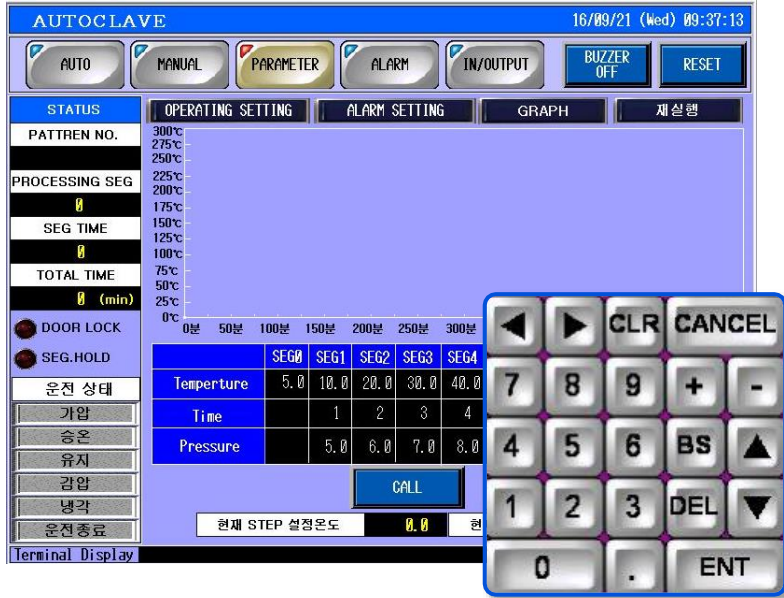 AUTOCLAVE 16/09/21 (Wed) 09:37:13
AUTO MANUAL PARAMETER ALARM IN/OUTPUT BUZZER OFF RESET
STATUS OPERATING SETTING ALARM SETTING GRAPH 재실행
PATTREN NO.
PROCESSING SEG
0
SEG TIME
0
TOTAL TIME
0 (min)
DOOR LOCK
SEG.HOLD
운전 상태
가압
승온
유지
감압
냉각
운전종료
300℃
275℃
250℃
225℃
200℃
175℃
150℃
125℃
100℃
75℃
50℃
25℃
0℃
0분 50분 100분 150분 200분 250분 300분
SEG0 SEG1 SEG2 SEG3 SEG4
Temperture 5.0 10.0 20.0 30.0 40.0
Time 1 2 3 4
Pressure 5.0 6.0 7.0 8.0
CALL
현재 STEP 설정온도 0.0 현
Terminal Display
◀ ▶ CLR CANCEL
7 8 9 + -
4 5 6 BS ▲
1 2 3 DEL ▼
0 . ENT